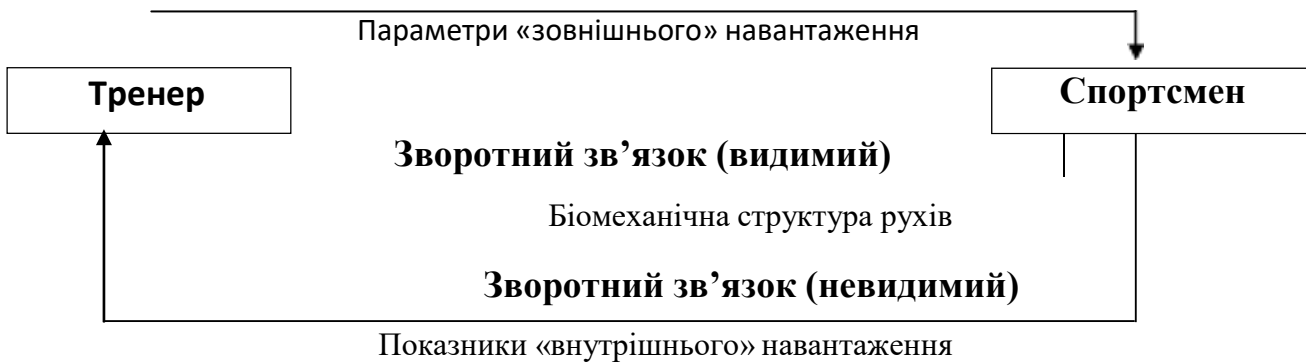 Параметри «зовнішнього» навантаження
Тренер
Спортсмен
Зворотний зв’язок (видимий)
Біомеханічна структура рухів
Зворотний зв’язок (невидимий)
Показники «внутрішнього» навантаження